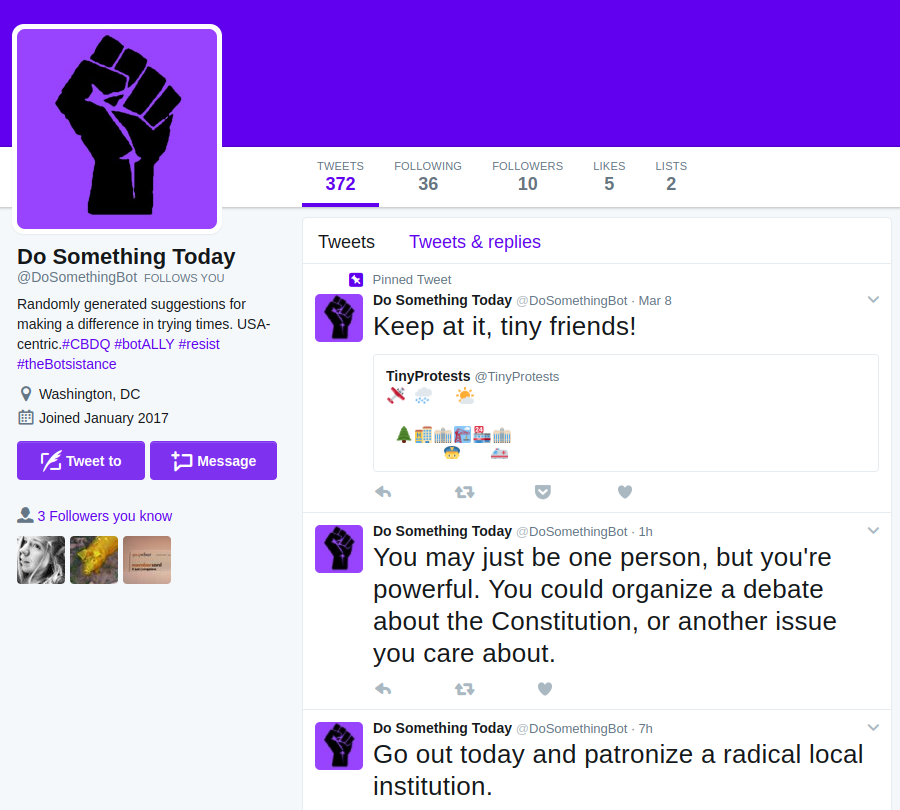 TWEETS FOLLOWING FOLLOWERS LIKES LISTS
372 36 10 5 2
Do Something Today
@DoSomethingBot FOLLOWS YOU
Randomly generated suggestions for
making a difference in trying times. USA-
centric.#CBDQ #botALLY #resist
#theBotsistance
Washington, DC
Joined January 2017
Tweet to Message
3 Followers you know
Tweets Tweets & replies
Pinned Tweet
Do Something Today @DoSomethingBot · Mar 8
Keep at it, tiny friends!
TinyProtests @TinyProtests
Do Something Today @DoSomethingBot · 1h
You may just be one person, but you're
powerful. You could organize a debate
about the Constitution, or another issue
you care about.
Do Something Today @DoSomethingBot · 7h
Go out today and patronize a radical local
institution.